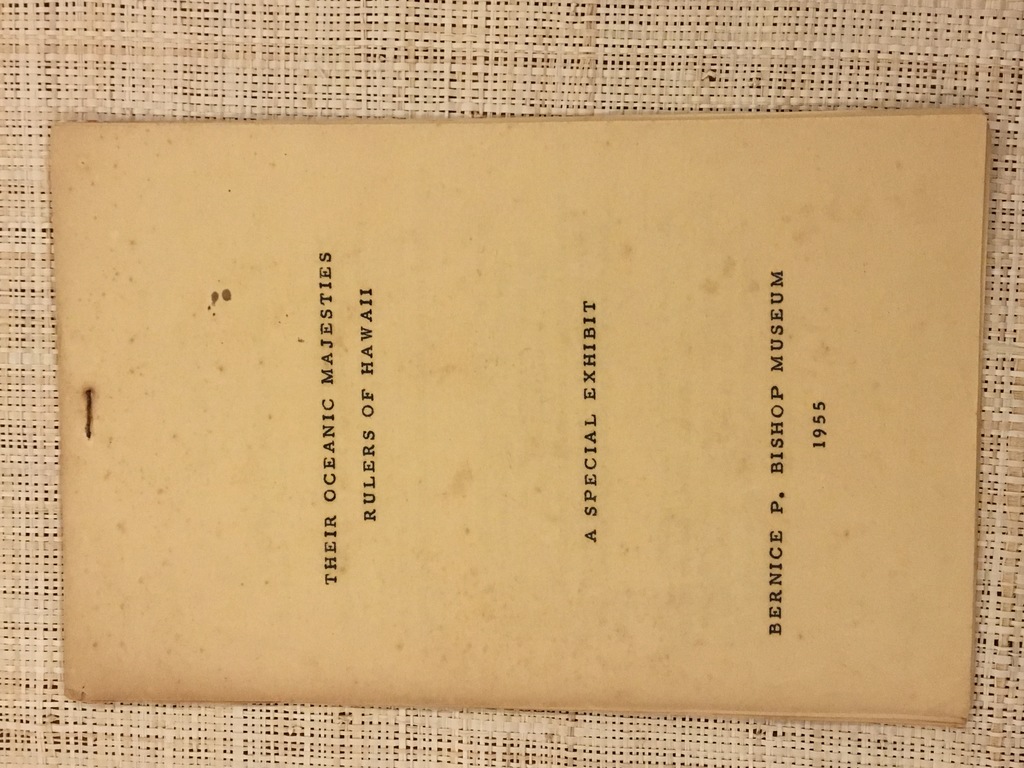 THEIR OCEANIC MAJESTIES
RULERS OF HAWAII
A SPECIAL EXHIBIT
BERNICE P. BISHOP MUSEUM
1955